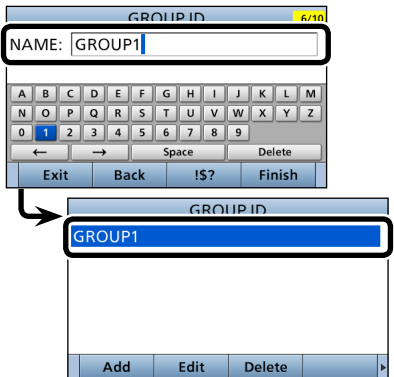 GROUP ID 6/10
NAME: GROUP1
A B C D E F G H I J K L M
N O P Q R S T U V W X Y Z
0 1 2 3 4 5 6 7 8 9
← → Space Delete
Exit Back !$? Finish
GROUP ID
GROUP1
Add Edit Delete